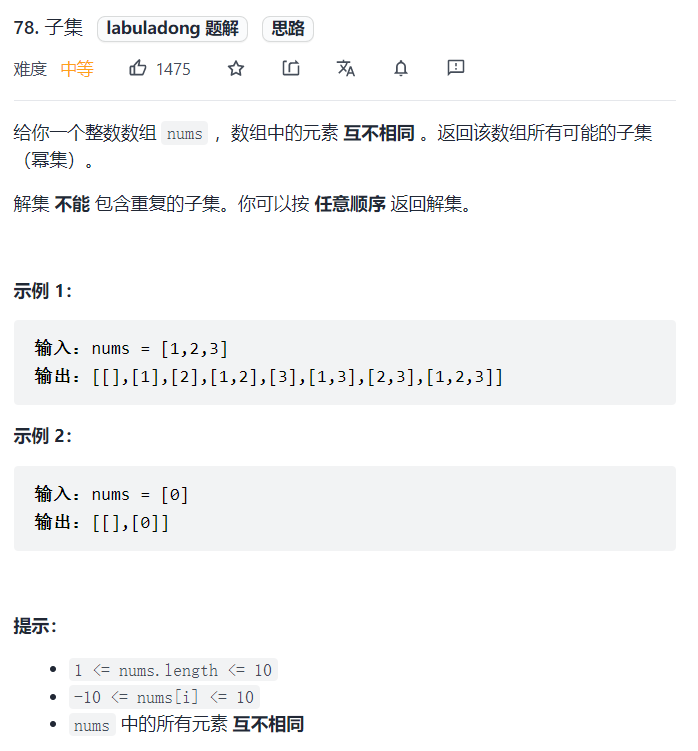 78. 子集 labuladong 题解 思路
难度 中等 1475
给你一个整数数组 nums ，数组中的元素 互不相同 。返回该数组所有可能的子集
（幂集）。
解集 不能 包含重复的子集。你可以按 任意顺序 返回解集。
示例 1：
输入：nums = [1,2,3]
输出：[[],[1],[2],[1,2],[3],[1,3],[2,3],[1,2,3]]
示例 2：
输入：nums = [0]
输出：[[],[0]]
提示：
• 1 <= nums.length <= 10
• -10 <= nums[i] <= 10
• nums 中的所有元素 互不相同